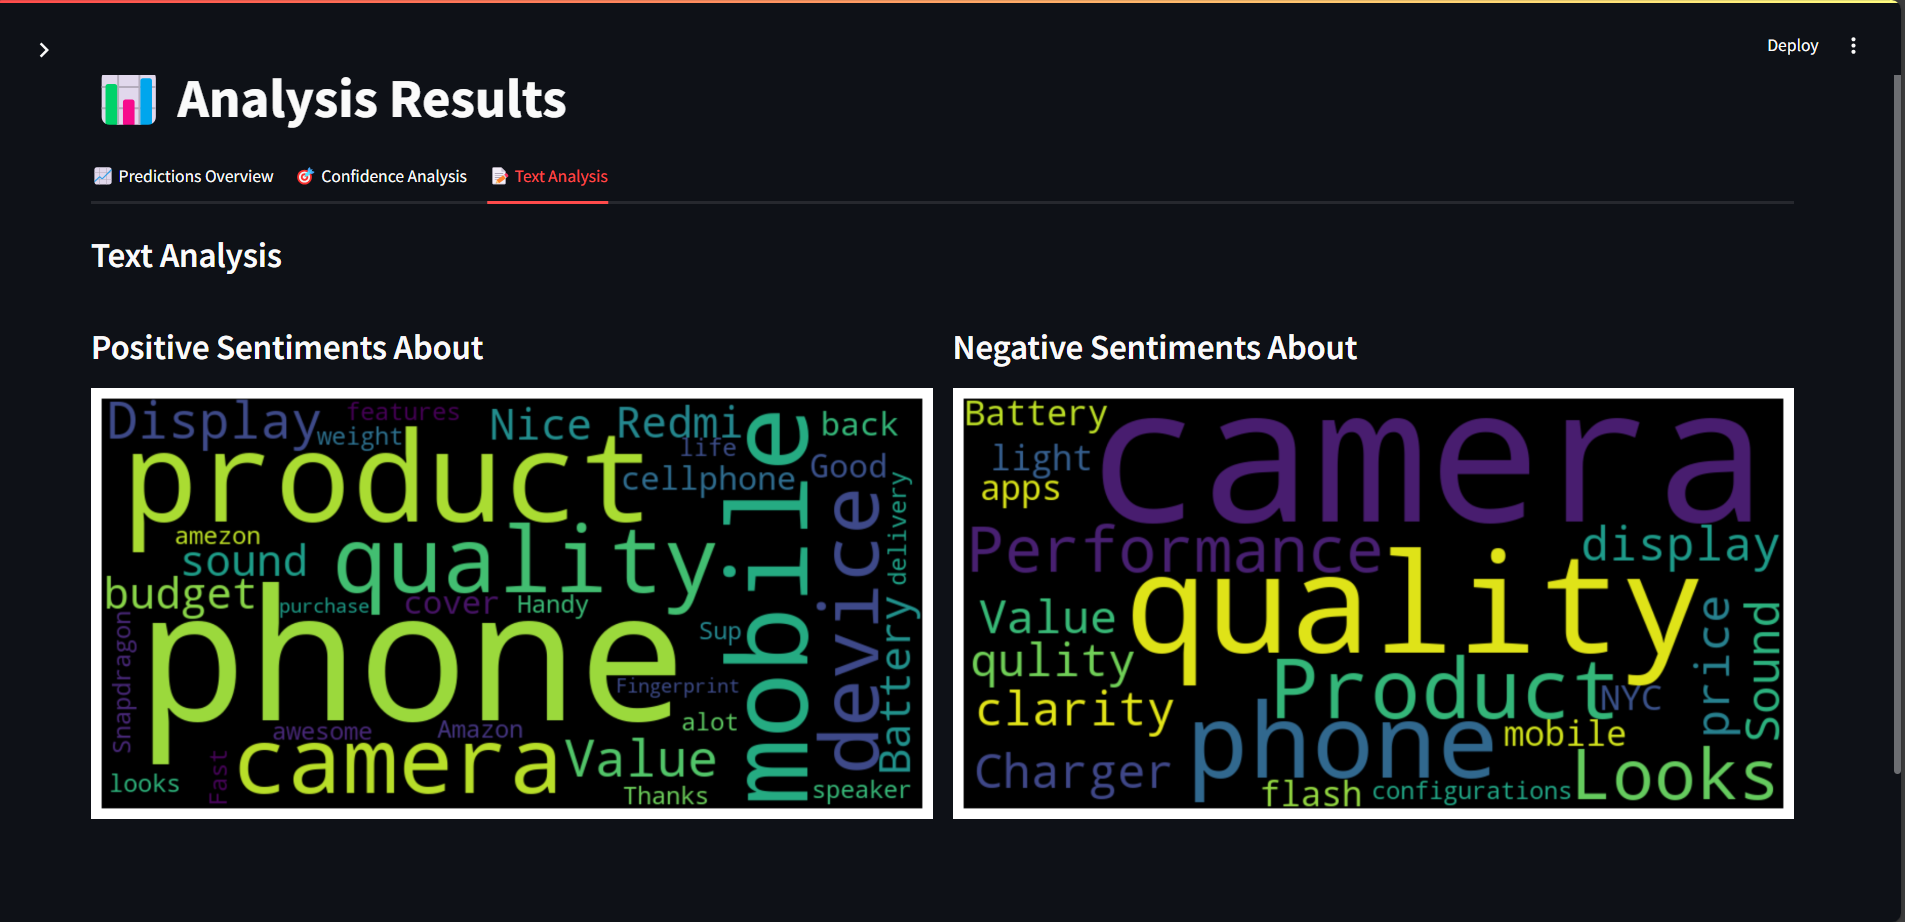 Deploy
Analysis Results
Predictions Overview Confidence Analysis Text Analysis
Text Analysis
Positive Sentiments About
Display features Nice Redmi back
weight life
product cellphone Good
mobile
device
delivery
amezon
sound quality
budget purchase cover Handy
phone Sup
Battery
Snapdragon
Fingerprint
awesome Amazon alot
camera Value
looks Fast Thanks speaker
Negative Sentiments About
Battery camera
light
apps
Performance display
quality
Value
qulity
price
Sound
clarity Product NYC
phone mobile
Charger Looks
flash configurations